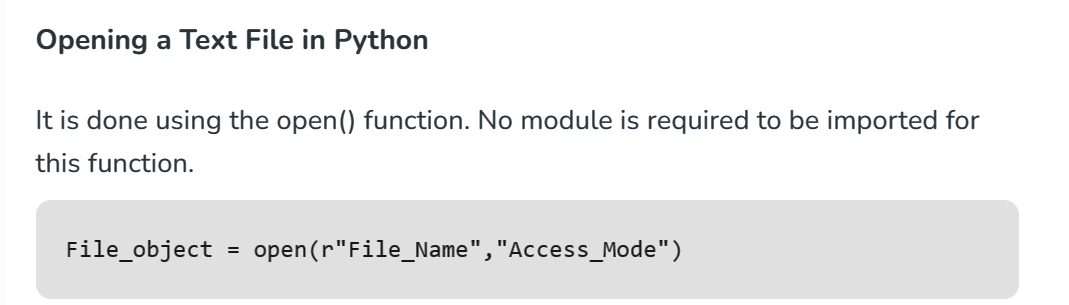 Opening a Text File in Python
It is done using the open() function. No module is required to be imported for
this function.
File_object = open(r"File_Name","Access_Mode")